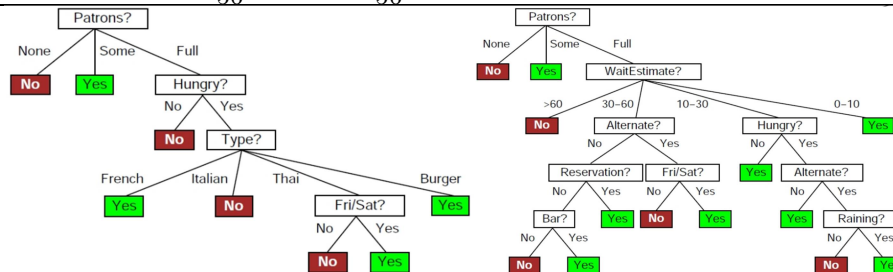 Patrons?
None Some Full
No Yes Hungry?
No Yes
No Type?
French Italian Thai Burger
Yes No Fri/Sat? Yes
No Yes
No Yes
Patrons?
None Some Full
No Yes WaitEstimate?
>60 30–60 10–30 0–10
No Alternate? Hungry? Yes
No Yes No Yes
Reservation? Fri/Sat? Yes Alternate?
No Yes No Yes No Yes
Bar? Yes No Yes Yes Raining?
No Yes No Yes
No Yes No